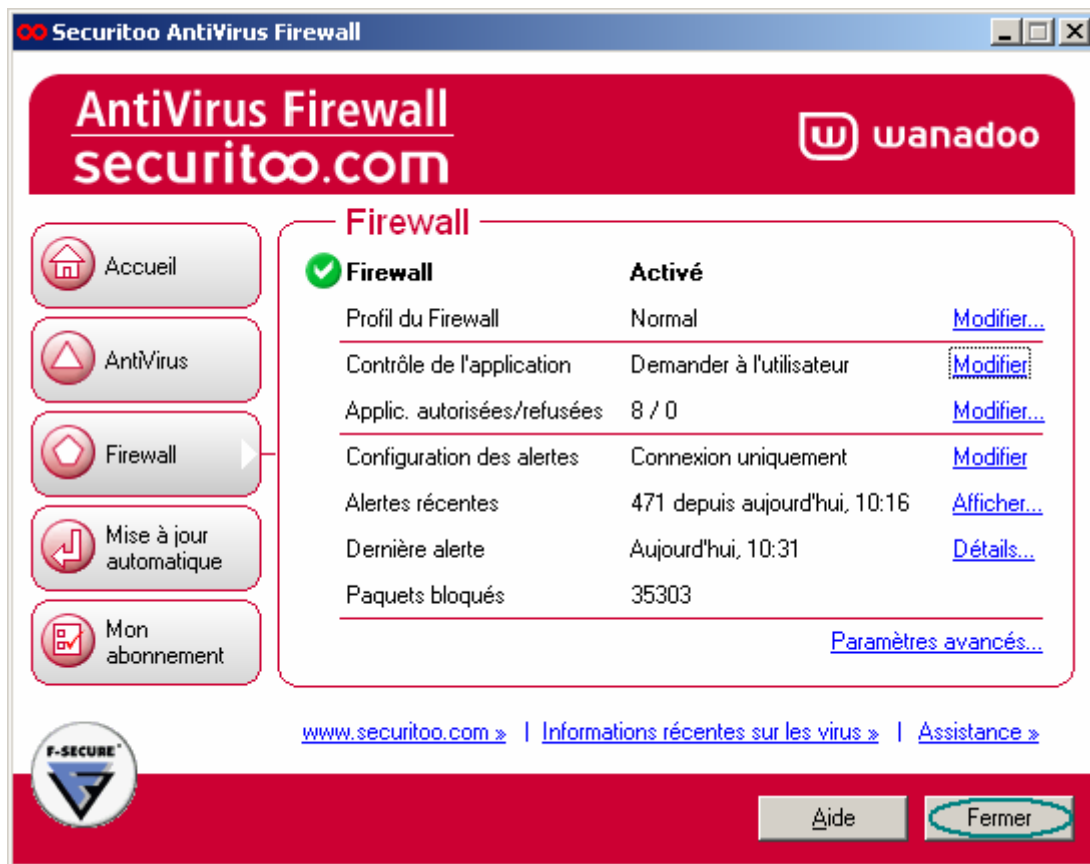 Securitoo AntiVirus Firewall
AntiVirus Firewall
securitoo.com
wanadoo
Accueil
AntiVirus
Firewall
Mise à jour
automatique
Mon
abonnement
Firewall
Firewall Activé
Profil du Firewall Normal Modifier...
Contrôle de l'application Demander à l'utilisateur Modifier
Applic. autorisées/refusées 8 / 0 Modifier...
Configuration des alertes Connexion uniquement Modifier
Alertes récentes 471 depuis aujourd'hui, 10:16 Afficher...
Dernière alerte Aujourd'hui, 10:31 Détails...
Paquets bloqués 35303
Paramètres avancés...
www.securitoo.com » | Informations récentes sur les virus » | Assistance »
F-SECURE
Aide Fermer